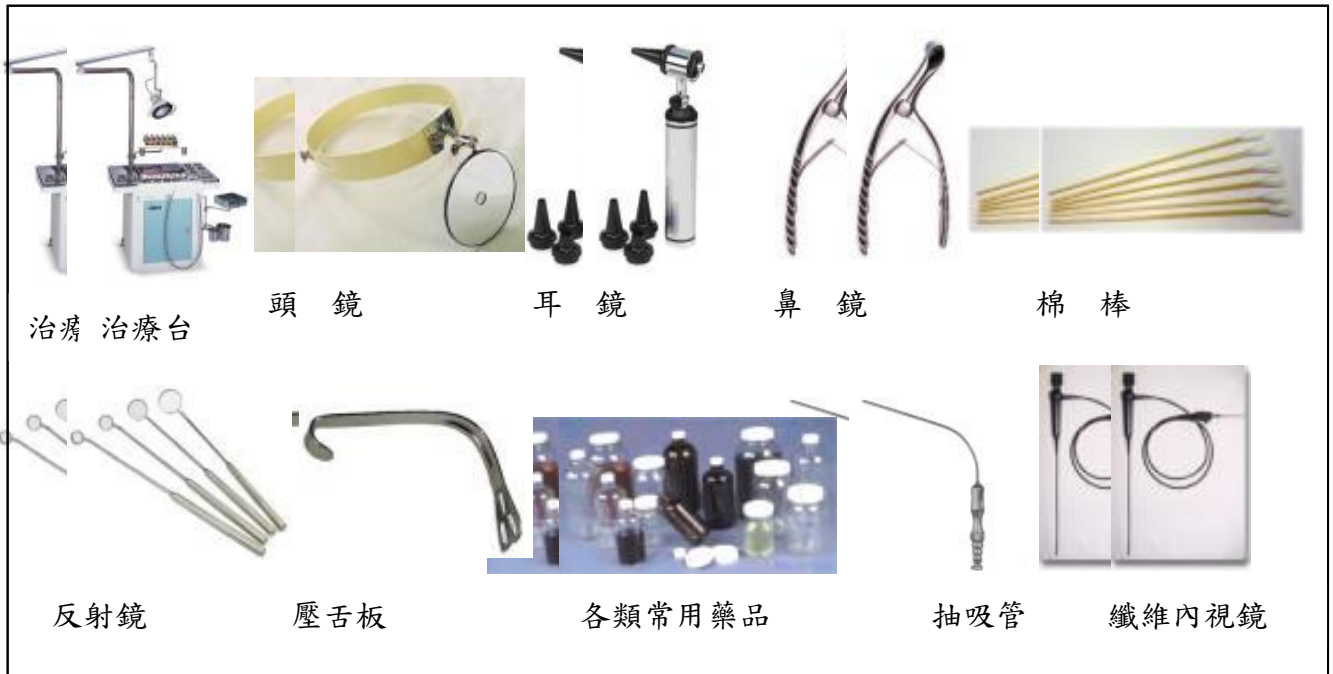 治療 治療台
頭 鏡
耳 鏡
鼻 鏡
棉 棒
反射鏡
壓舌板
各類常用藥品
抽吸管
纖維內視鏡